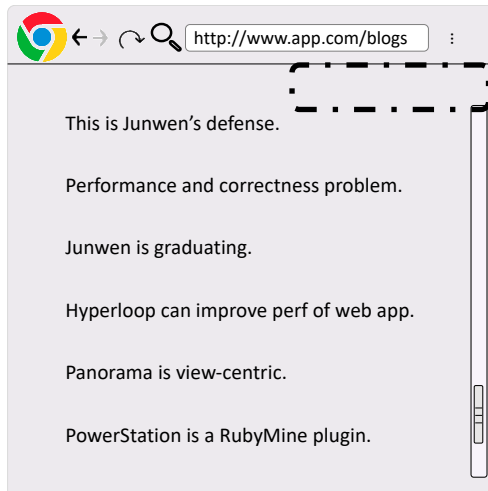 http://www.app.com/blogs
This is Junwen’s defense.
Performance and correctness problem.
Junwen is graduating.
Hyperloop can improve perf of web app.
Panorama is view-centric.
PowerStation is a RubyMine plugin.